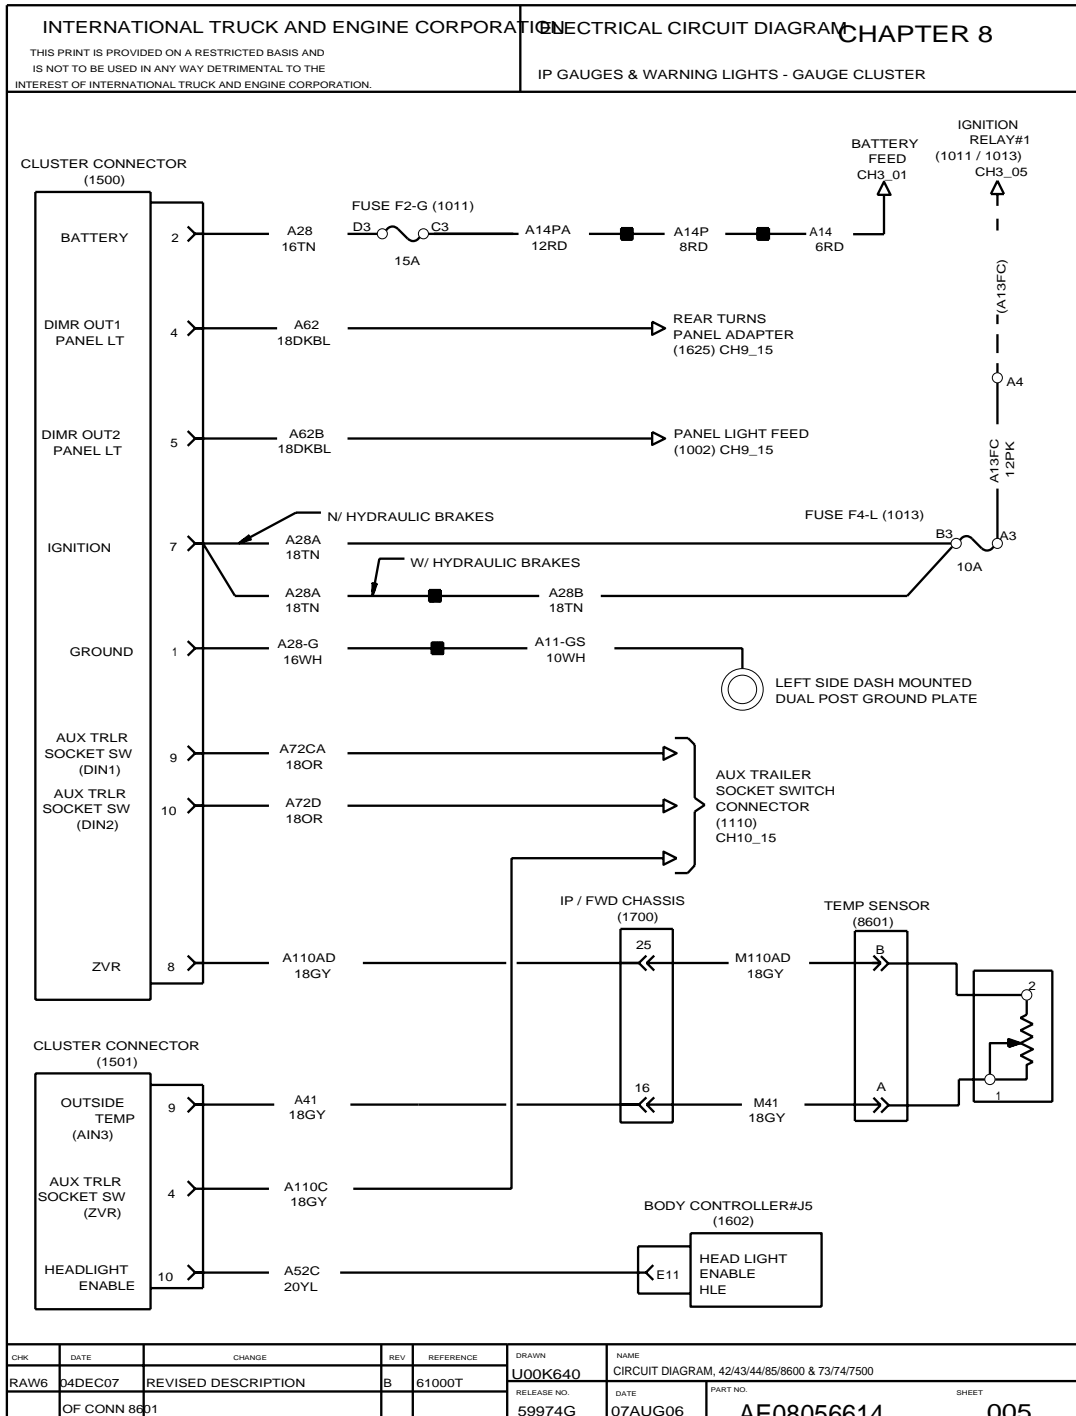 INTERNATIONAL TRUCK AND ENGINE CORPORATION
THIS PRINT IS PROVIDED ON A RESTRICTED BASIS AND
IS NOT TO BE USED IN ANY WAY DETRIMENTAL TO THE
INTEREST OF INTERNATIONAL TRUCK AND ENGINE CORPORATION.
ELECTRICAL CIRCUIT DIAGRAM
CHAPTER 8
IP GAUGES & WARNING LIGHTS - GAUGE CLUSTER
CLUSTER CONNECTOR
(1500)
BATTERY
FEED
CH3_01
IGNITION
RELAY#1
(1011 / 1013)
CH3_05
BATTERY
2
A28
16TN
FUSE F2-G (1011)
D3
C3
15A
A14PA
12RD
A14P
8RD
A14
6RD
(A13FC)
A4
A13FC
12PK
DIMR OUT1
PANEL LT
4
A62
18DKBL
REAR TURNS
PANEL ADAPTER
(1625) CH9_15
DIMR OUT2
PANEL LT
5
A62B
18DKBL
PANEL LIGHT FEED
(1002) CH9_15
N/ HYDRAULIC BRAKES
FUSE F4-L (1013)
B3
A3
10A
IGNITION
7
A28A
18TN
W/ HYDRAULIC BRAKES
A28A
18TN
A28B
18TN
GROUND
1
A28-G
16WH
A11-GS
10WH
LEFT SIDE DASH MOUNTED
DUAL POST GROUND PLATE
AUX TRLR
SOCKET SW
(DIN1)
9
A72CA
18OR
AUX TRLR
SOCKET SW
(DIN2)
10
A72D
18OR
AUX TRAILER
SOCKET SWITCH
CONNECTOR
(1110)
CH10_15
IP / FWD CHASSIS
(1700)
TEMP SENSOR
(8601)
ZVR
8
A110AD
18GY
25
M110AD
18GY
B
2
CLUSTER CONNECTOR
(1501)
OUTSIDE
TEMP
(AIN3)
9
A41
18GY
16
M41
18GY
A
1
AUX TRLR
SOCKET SW
(ZVR)
4
A110C
18GY
BODY CONTROLLER#J5
(1602)
HEADLIGHT
ENABLE
10
A52C
20YL
E11
HEAD LIGHT
ENABLE
HLE
CHK
DATE
CHANGE
REV
REFERENCE
DRAWN
NAME
RAW6
04DEC07
REVISED DESCRIPTION
B
61000T
U00K640
CIRCUIT DIAGRAM, 42/43/44/85/8600 & 73/74/7500
OF CONN 8601
RELEASE NO.
DATE
PART NO.
SHEET
59974G
07AUG06
AE08056614
005